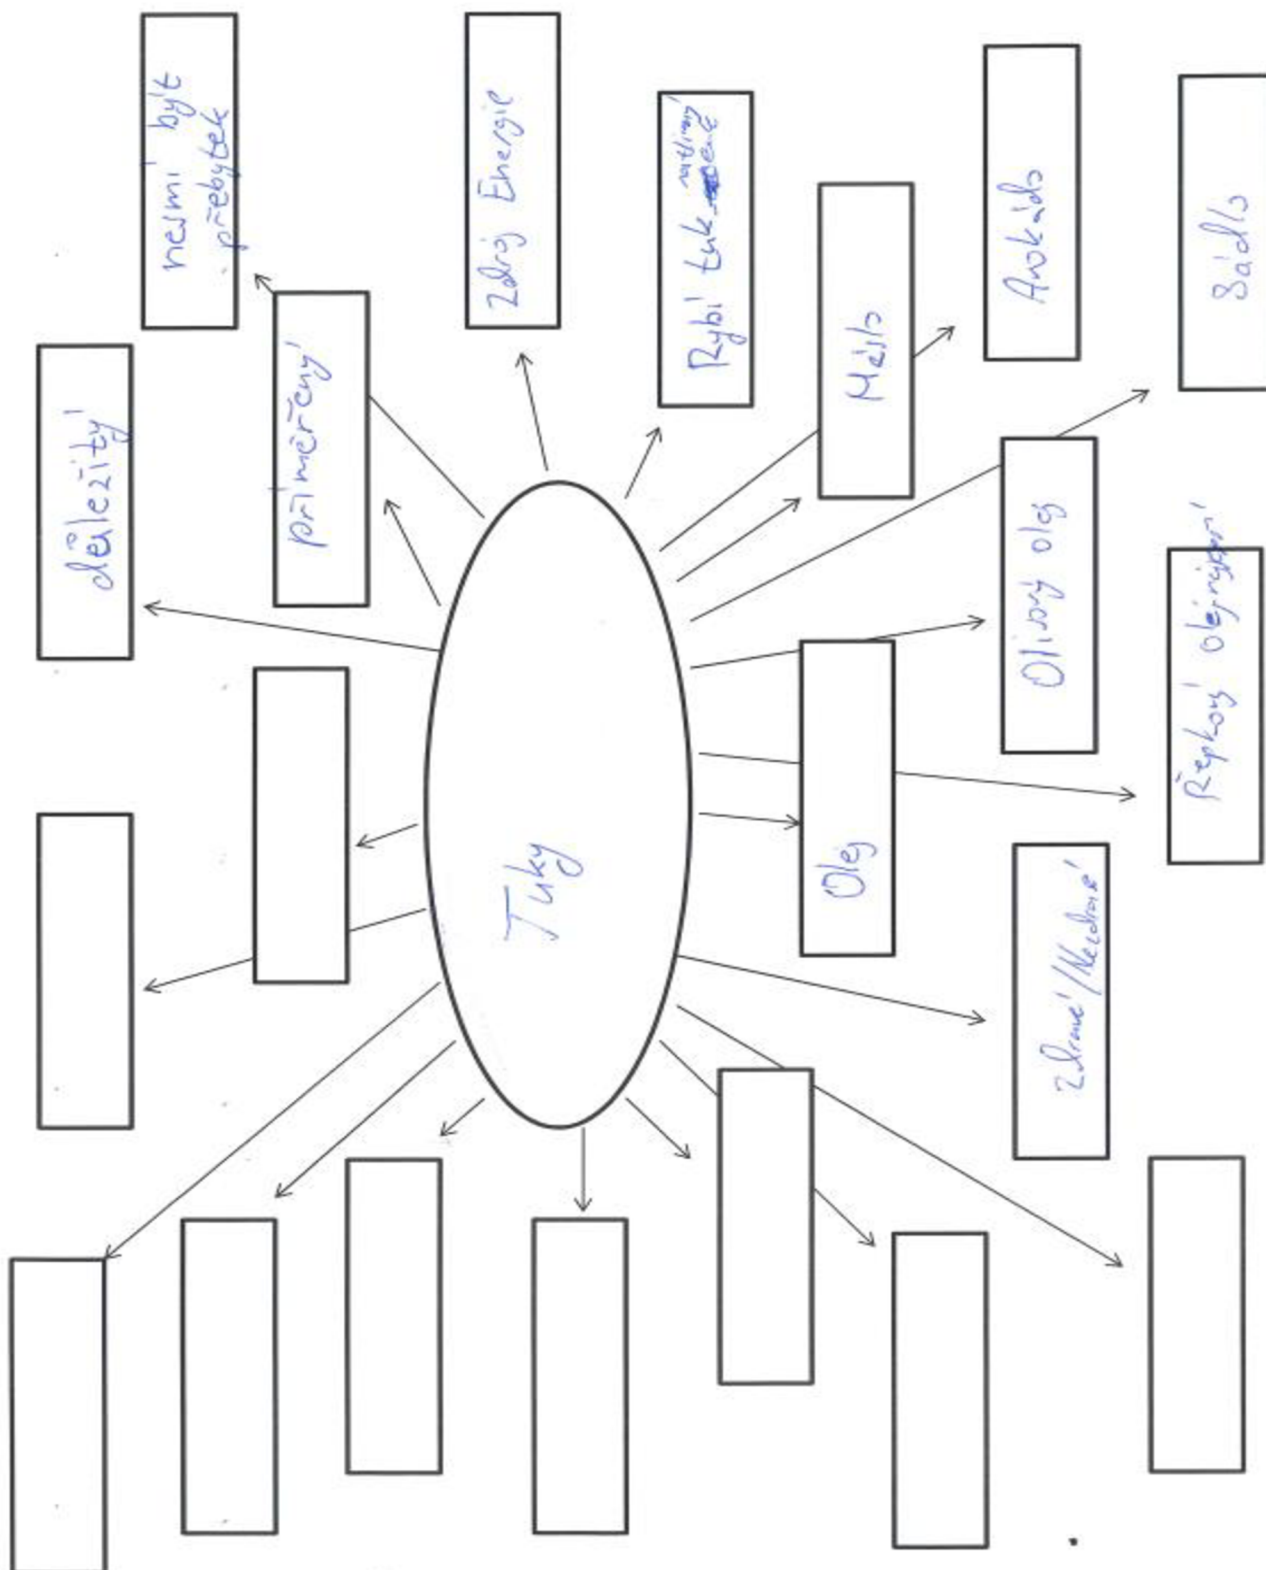 důležitý
nesmí být
přebytek
přiměřený
Zdroj Energie
Rybí tuk
Máslo
Avokádo
Sádlo
Tuky
Olej
Olivový olej
Řepkový olej
Zdravé/Nezdravé